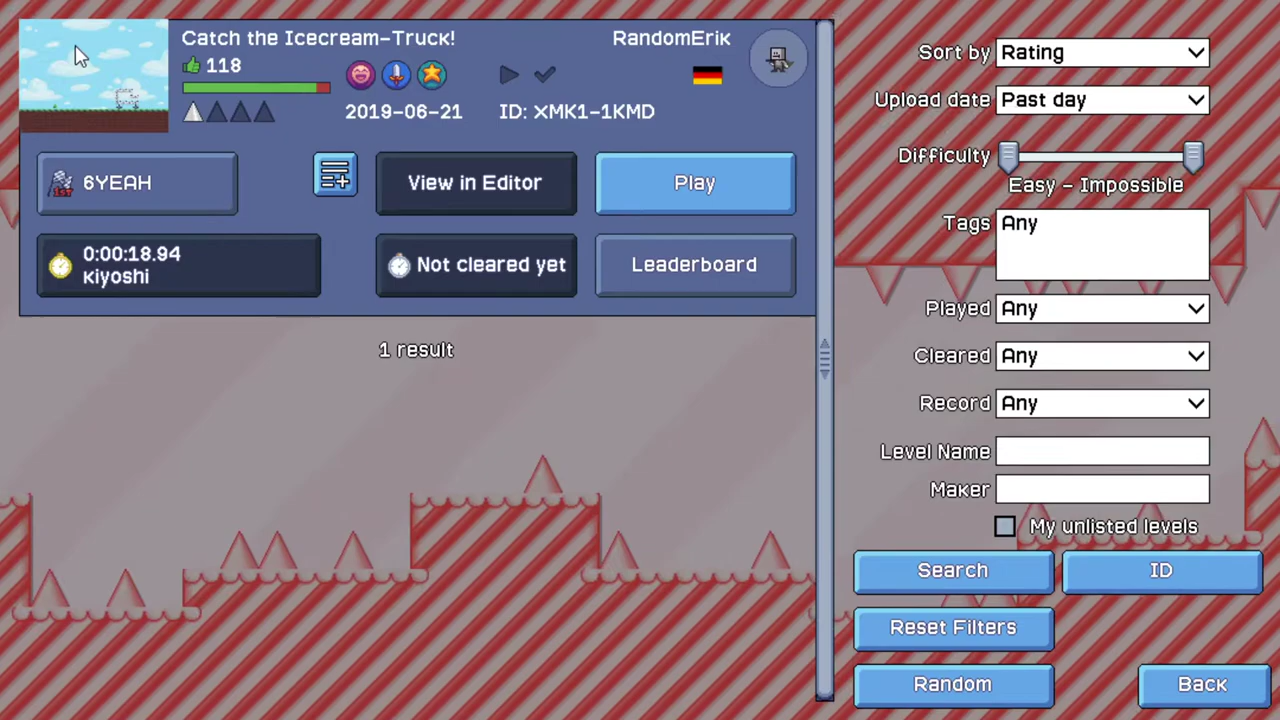 Catch the Icecream-Truck!
RandomErik
118
2019-06-21
ID: XMK1-1KMD
1ST
6YEAH
View in Editor
Play
0:00:18.94
kiyoshi
Not cleared yet
Leaderboard
1 result
Sort by
Rating
Upload date
Past day
Difficulty
Easy - Impossible
Tags
Any
Played
Any
Cleared
Any
Record
Any
Level Name
Maker
My unlisted levels
Search
ID
Reset Filters
Random
Back